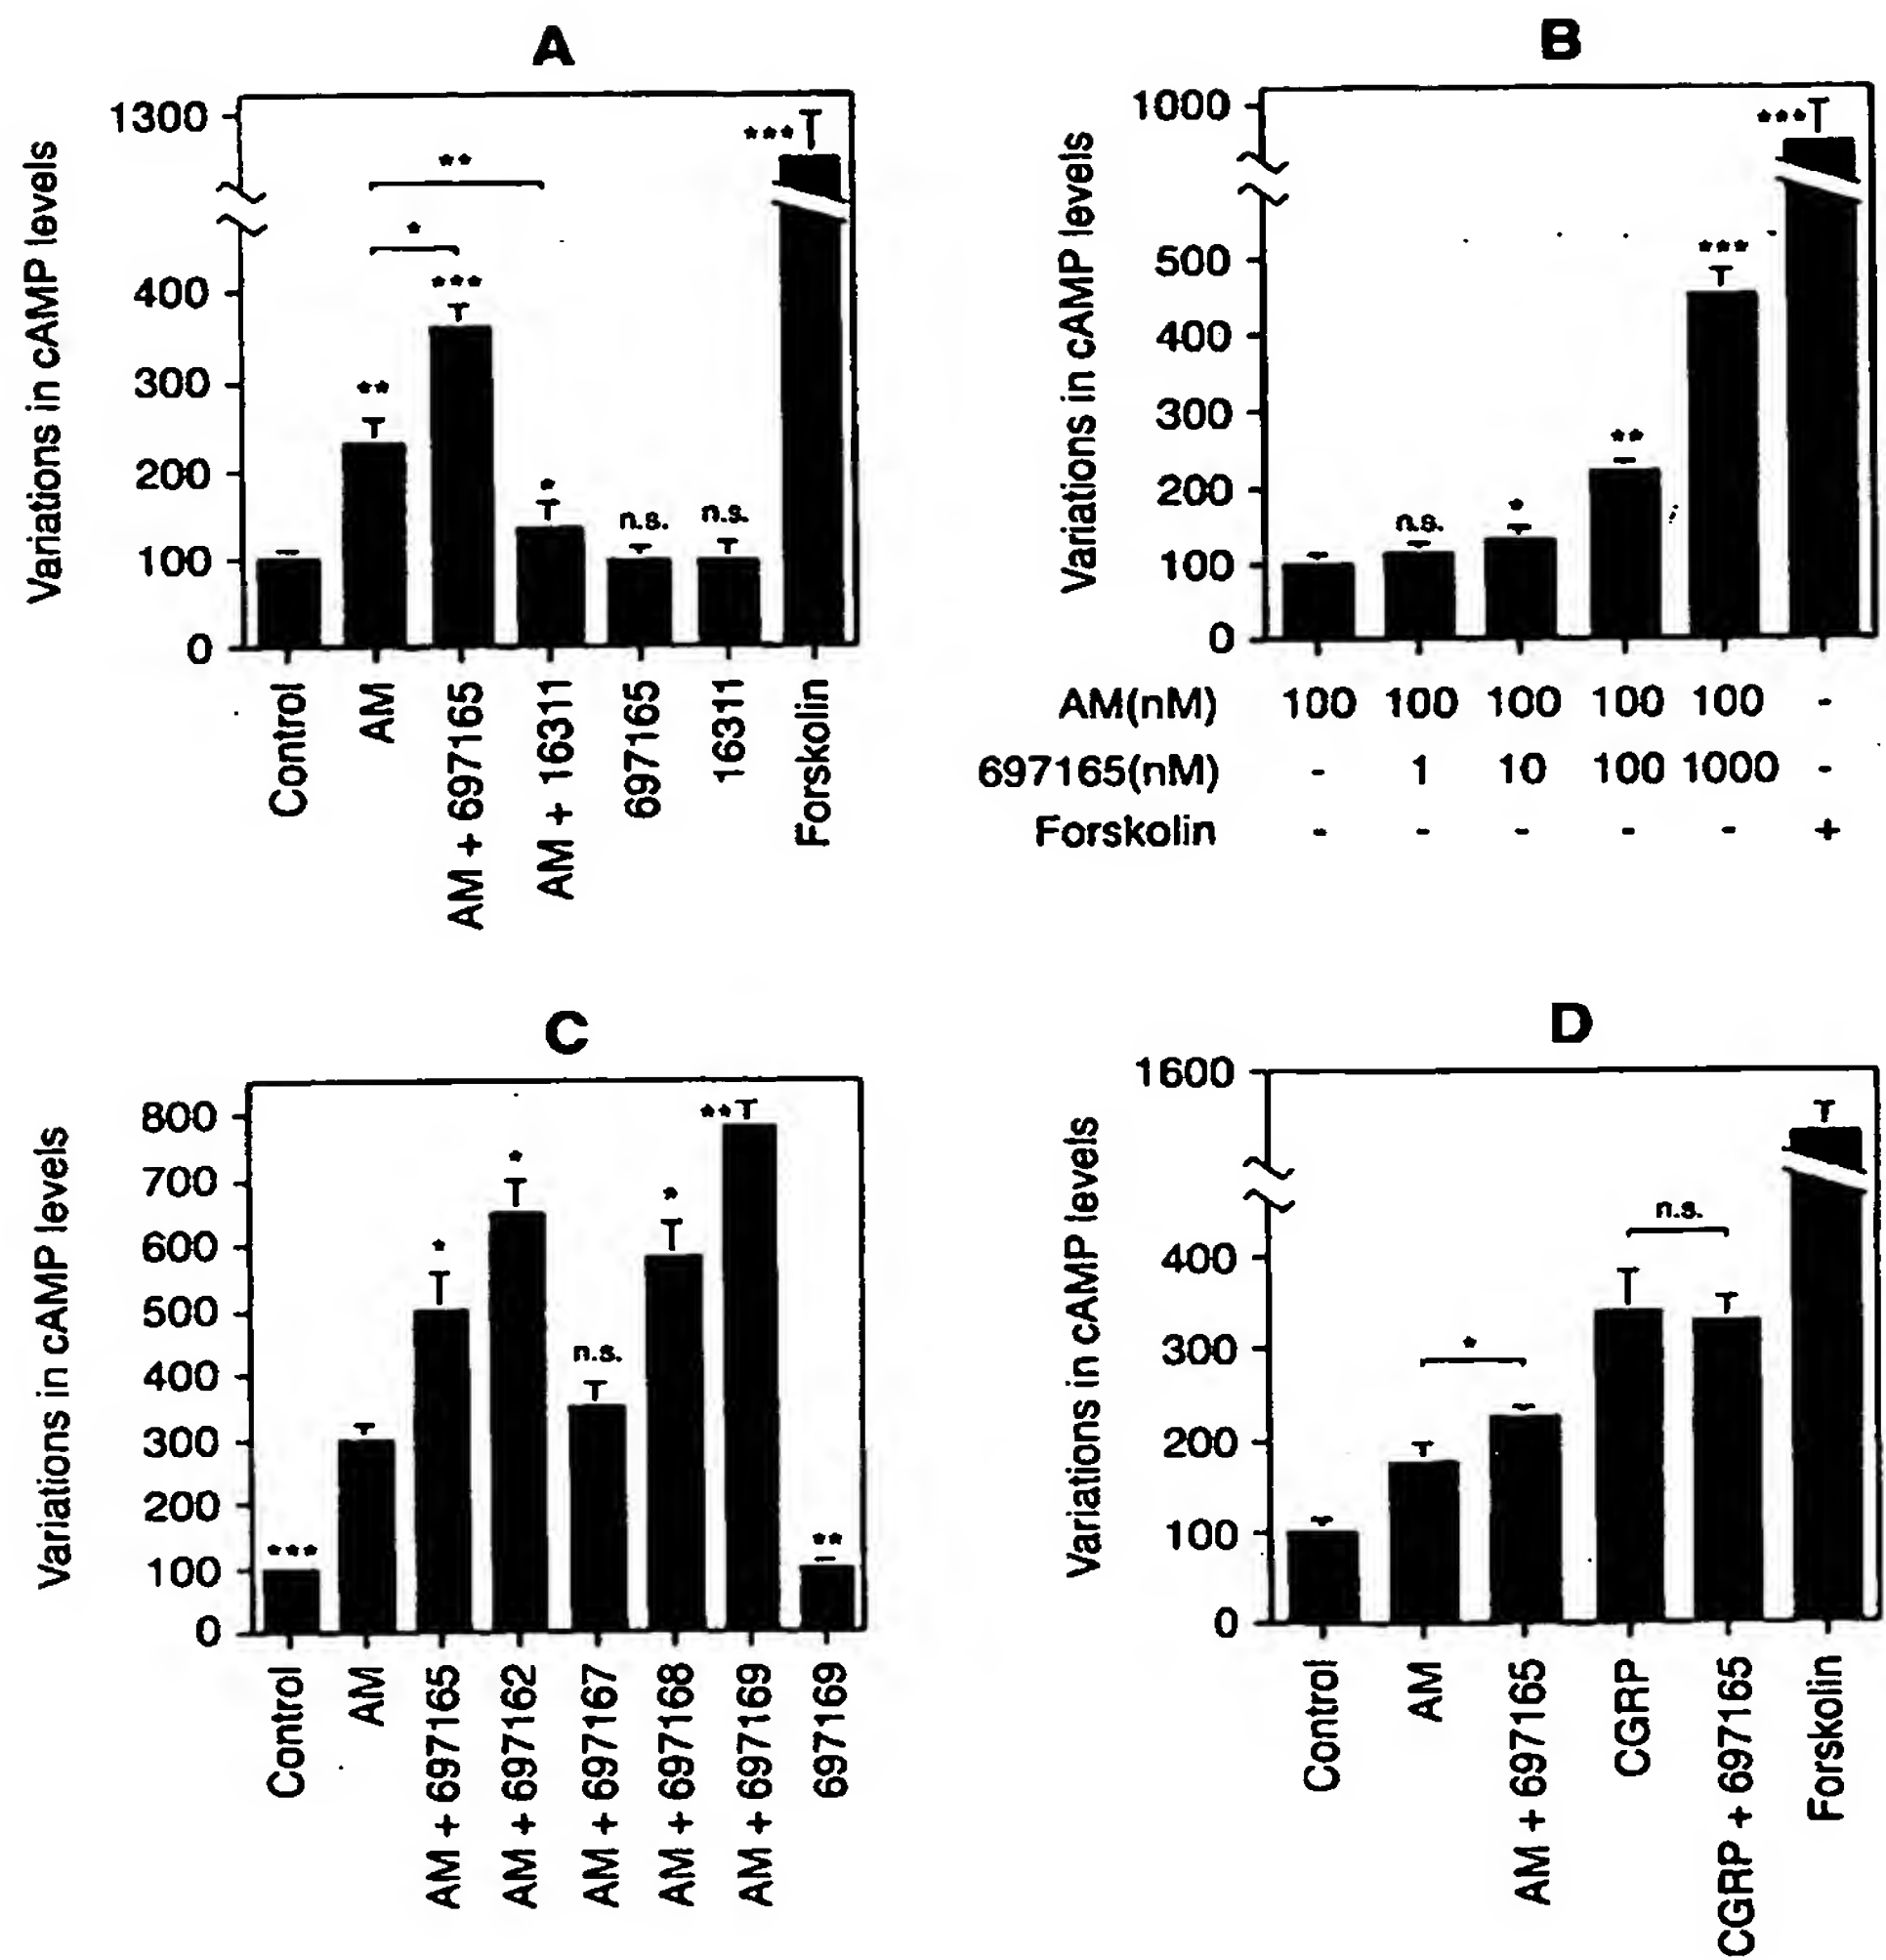 A
Variations in cAMP levels
1300
400
300
200
100
0
**
*
**
***
*
n.s.
n.s.
***
Control
AM
AM + 697165
AM + 16311
697165
16311
Forskolin
B
Variations in cAMP levels
1000
500
400
300
200
100
0
n.s.
*
**
***
***
AM(nM) 100 100 100 100 100 -
697165(nM) - 1 10 100 1000 -
Forskolin - - - - - +
C
Variations in cAMP levels
800
700
600
500
400
300
200
100
0
***
*
*
n.s.
*
**
**
Control
AM
AM + 697165
AM + 697162
AM + 697167
AM + 697168
AM + 697169
697169
D
Variations in cAMP levels
1600
400
300
200
100
0
*
n.s.
Control
AM
AM + 697165
CGRP
CGRP + 697165
Forskolin